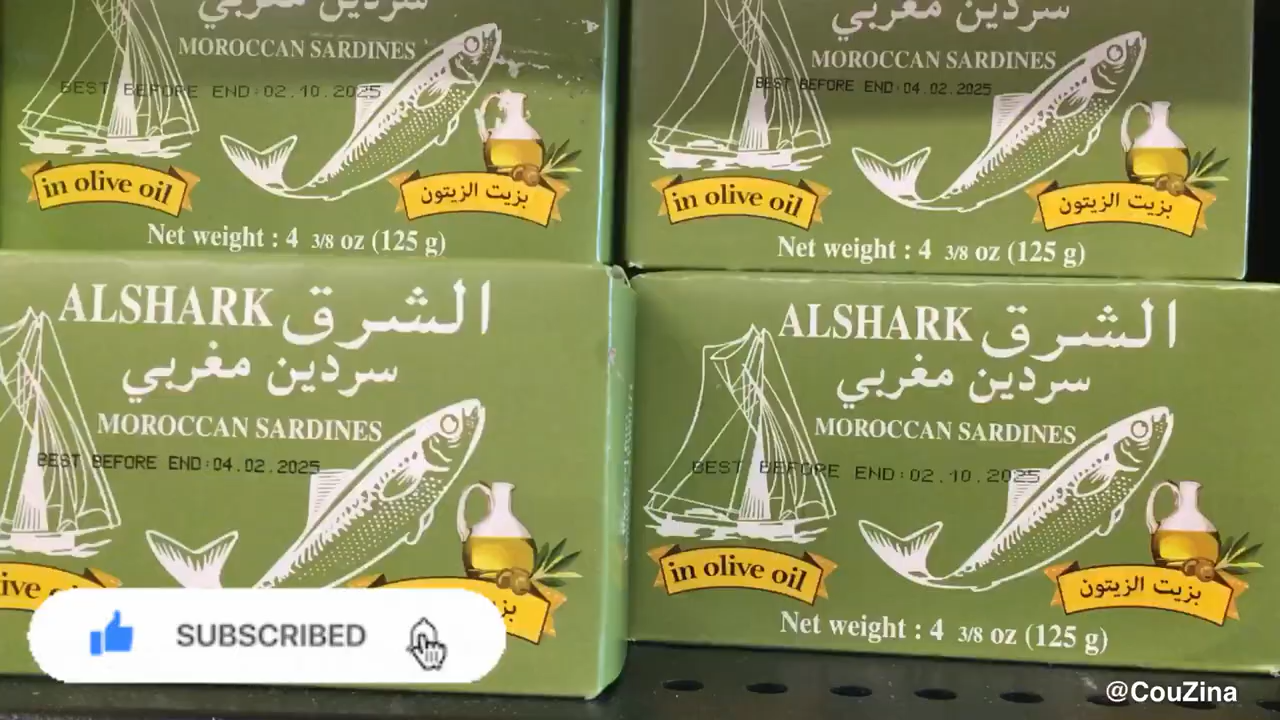 سردين مغربي
MOROCCAN SARDINES
BEST BEFORE END:02.10.2025
in olive oil
بزيت الزيتون
Net weight : 4 3/8 oz (125 g)
سردين مغربي
MOROCCAN SARDINES
BEST BEFORE END:04.02.2025
in olive oil
بزيت الزيتون
Net weight : 4 3/8 oz (125 g)
ALSHARK الشرق
سردين مغربي
MOROCCAN SARDINES
BEST BEFORE END:04.02.2025
ALSHARK الشرق
سردين مغربي
MOROCCAN SARDINES
BEST BEFORE END:02.10.2025
in olive oil
بزيت الزيتون
Net weight : 4 3/8 oz (125 g)
SUBSCRIBED
@CouZina